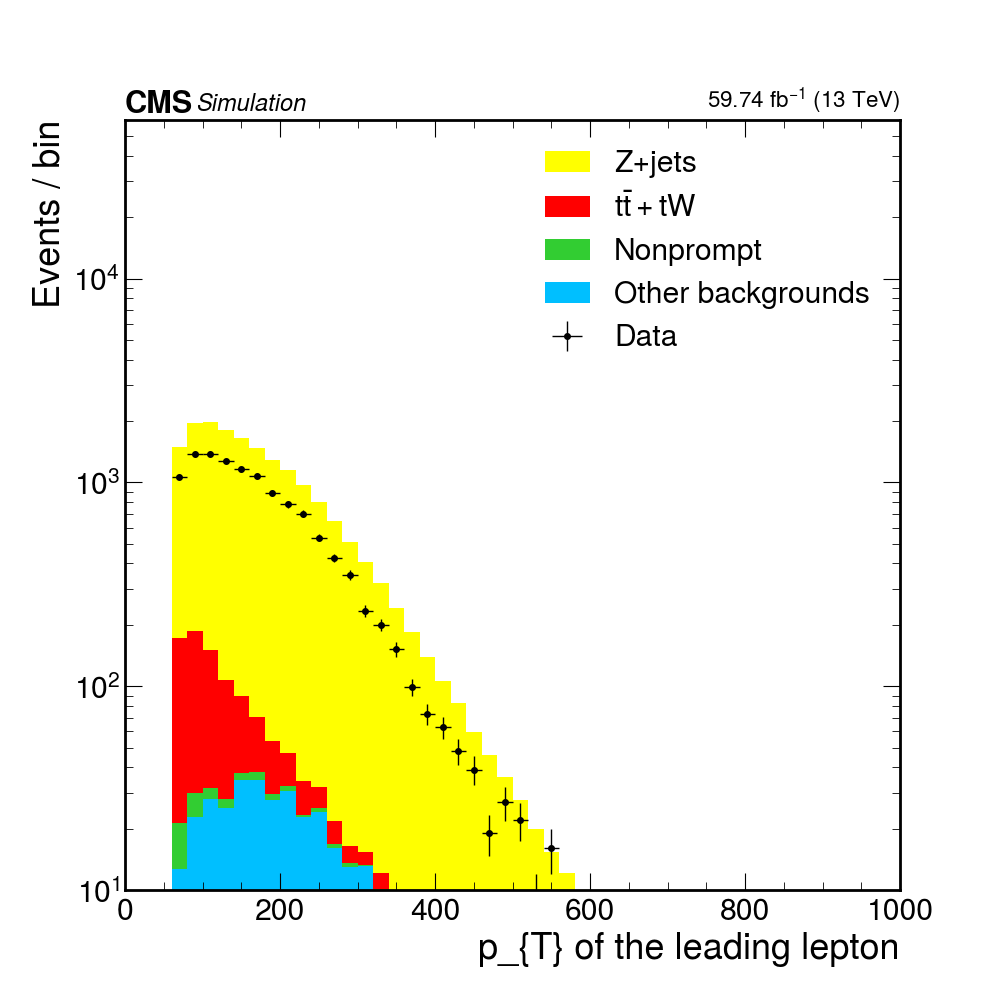 CMS Simulation 59.74 fb⁻¹ (13 TeV)
Events / bin
Z+jets
tt̄ + tW
Nonprompt
Other backgrounds
Data
10⁴
10³
10²
10¹
0 200 400 600 800 1000
p_{T} of the leading lepton